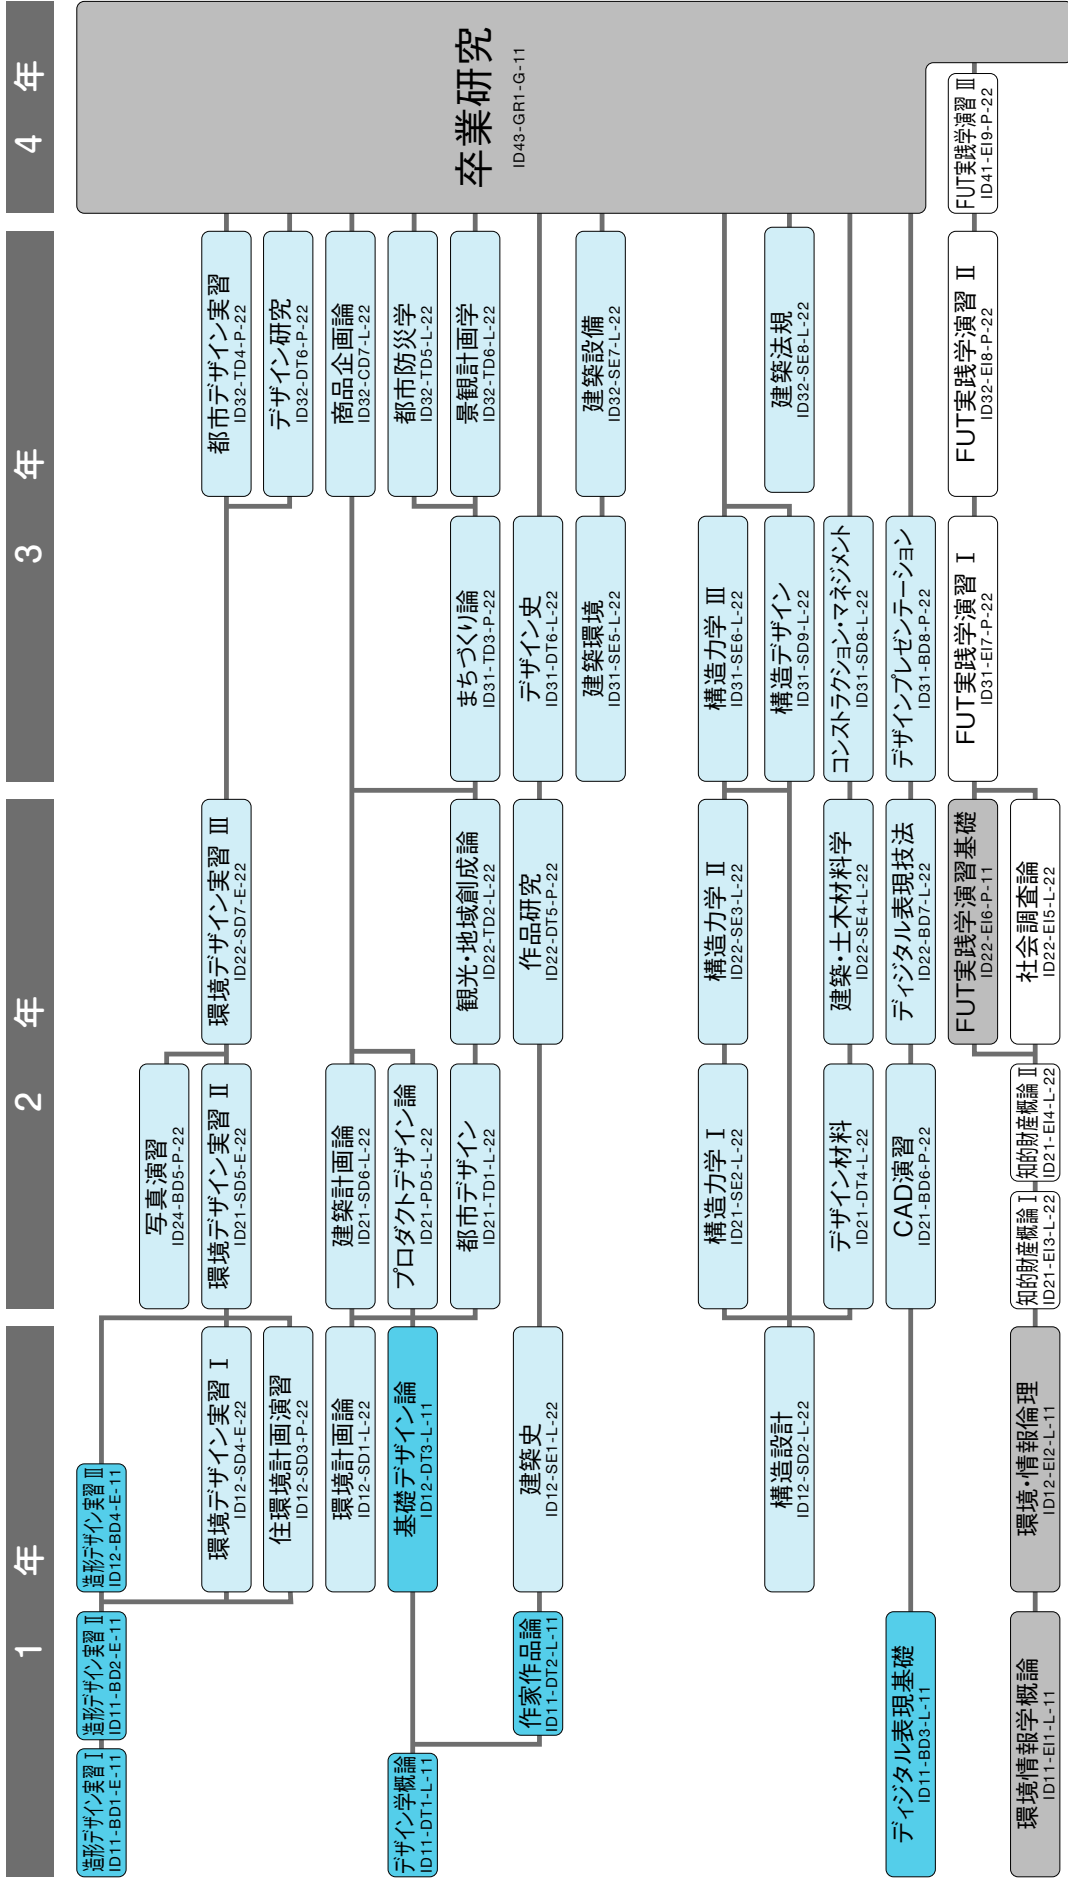 1 年
2 年
3 年
4 年
造形デザイン実習 Ⅰ
ID11-BD1-E-11
造形デザイン実習 Ⅱ
ID11-BD2-E-11
造形デザイン実習 Ⅲ
ID12-BD4-E-11
写真演習
ID24-BD5-P-22
環境デザイン実習 Ⅰ
ID12-SD4-E-22
環境デザイン実習 Ⅱ
ID21-SD5-E-22
環境デザイン実習 Ⅲ
ID22-SD7-E-22
都市デザイン実習
ID32-TD4-P-22
住環境計画演習
ID12-SD3-P-22
デザイン研究
ID32-DT6-P-22
環境計画論
ID12-SD1-L-22
建築計画論
ID21-SD6-L-22
商品企画論
ID32-CD7-L-22
デザイン学概論
ID11-DT1-L-11
基礎デザイン論
ID12-DT3-L-11
プロダクトデザイン論
ID21-PD5-L-22
都市防災学
ID32-TD5-L-22
都市デザイン
ID21-TD1-L-22
観光・地域創成論
ID22-TD2-L-22
まちづくり論
ID31-TD3-P-22
景観計画学
ID32-TD6-L-22
作家作品論
ID11-DT2-L-11
建築史
ID12-SE1-L-22
作品研究
ID22-DT5-P-22
デザイン史
ID31-DT6-L-22
建築環境
ID31-SE5-L-22
建築設備
ID32-SE7-L-22
構造力学 Ⅰ
ID21-SE2-L-22
構造力学 Ⅱ
ID22-SE3-L-22
構造力学 Ⅲ
ID31-SE6-L-22
構造設計
ID12-SD2-L-22
構造デザイン
ID31-SD9-L-22
建築法規
ID32-SE8-L-22
デザイン材料
ID21-DT4-L-22
建築・土木材料学
ID22-SE4-L-22
コンストラクション・マネジメント
ID31-SD8-L-22
ディジタル表現基礎
ID11-BD3-L-11
CAD演習
ID21-BD6-P-22
ディジタル表現技法
ID22-BD7-L-22
デザインプレゼンテーション
ID31-BD8-P-22
FUT実践学演習基礎
ID22-EI6-P-11
FUT実践学演習 Ⅰ
ID31-EI7-P-22
FUT実践学演習 Ⅱ
ID32-EI8-P-22
FUT実践学演習 Ⅲ
ID41-EI9-P-22
環境情報学概論
ID11-EI1-L-11
環境・情報倫理
ID12-EI2-L-11
知的財産概論 Ⅰ
ID21-EI3-L-22
知的財産概論 Ⅱ
ID21-EI4-L-22
社会調査論
ID22-EI5-L-22
卒業研究
ID43-GR1-G-11